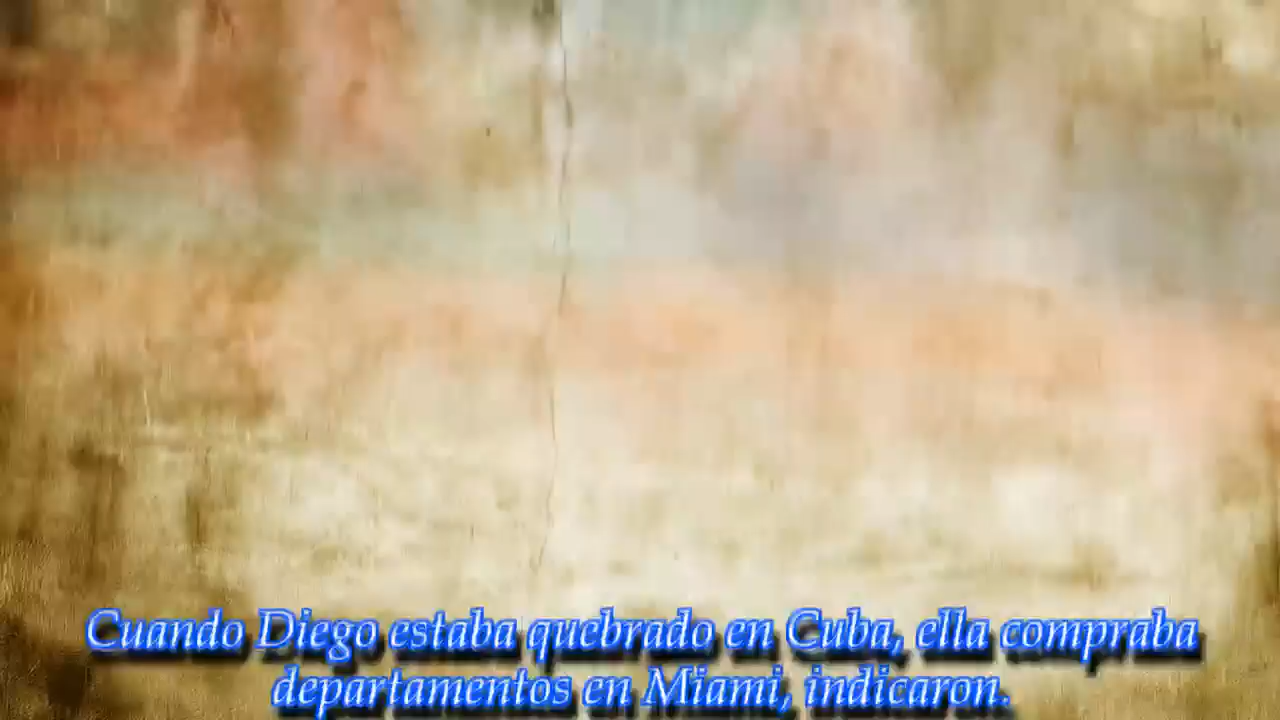 Cuando Diego estaba quebrado en Cuba, ella compraba
departamentos en Miami, indicaron.